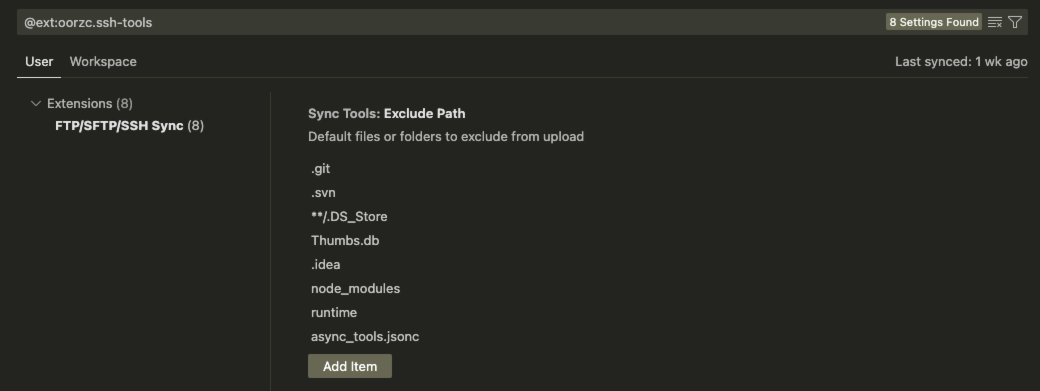 @ext:oorzc.ssh-tools
8 Settings Found
User Workspace
Last synced: 1 wk ago
Extensions (8)
FTP/SFTP/SSH Sync (8)
Sync Tools: Exclude Path
Default files or folders to exclude from upload
.git
.svn
**/.DS_Store
Thumbs.db
.idea
node_modules
runtime
async_tools.jsonc
Add Item